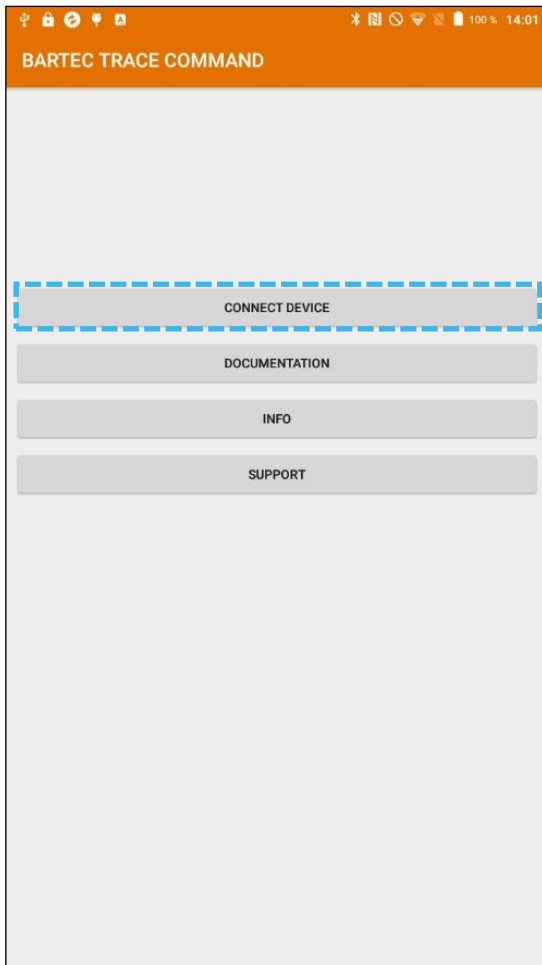 100 % 14:01
BARTEC TRACE COMMAND
CONNECT DEVICE
DOCUMENTATION
INFO
SUPPORT